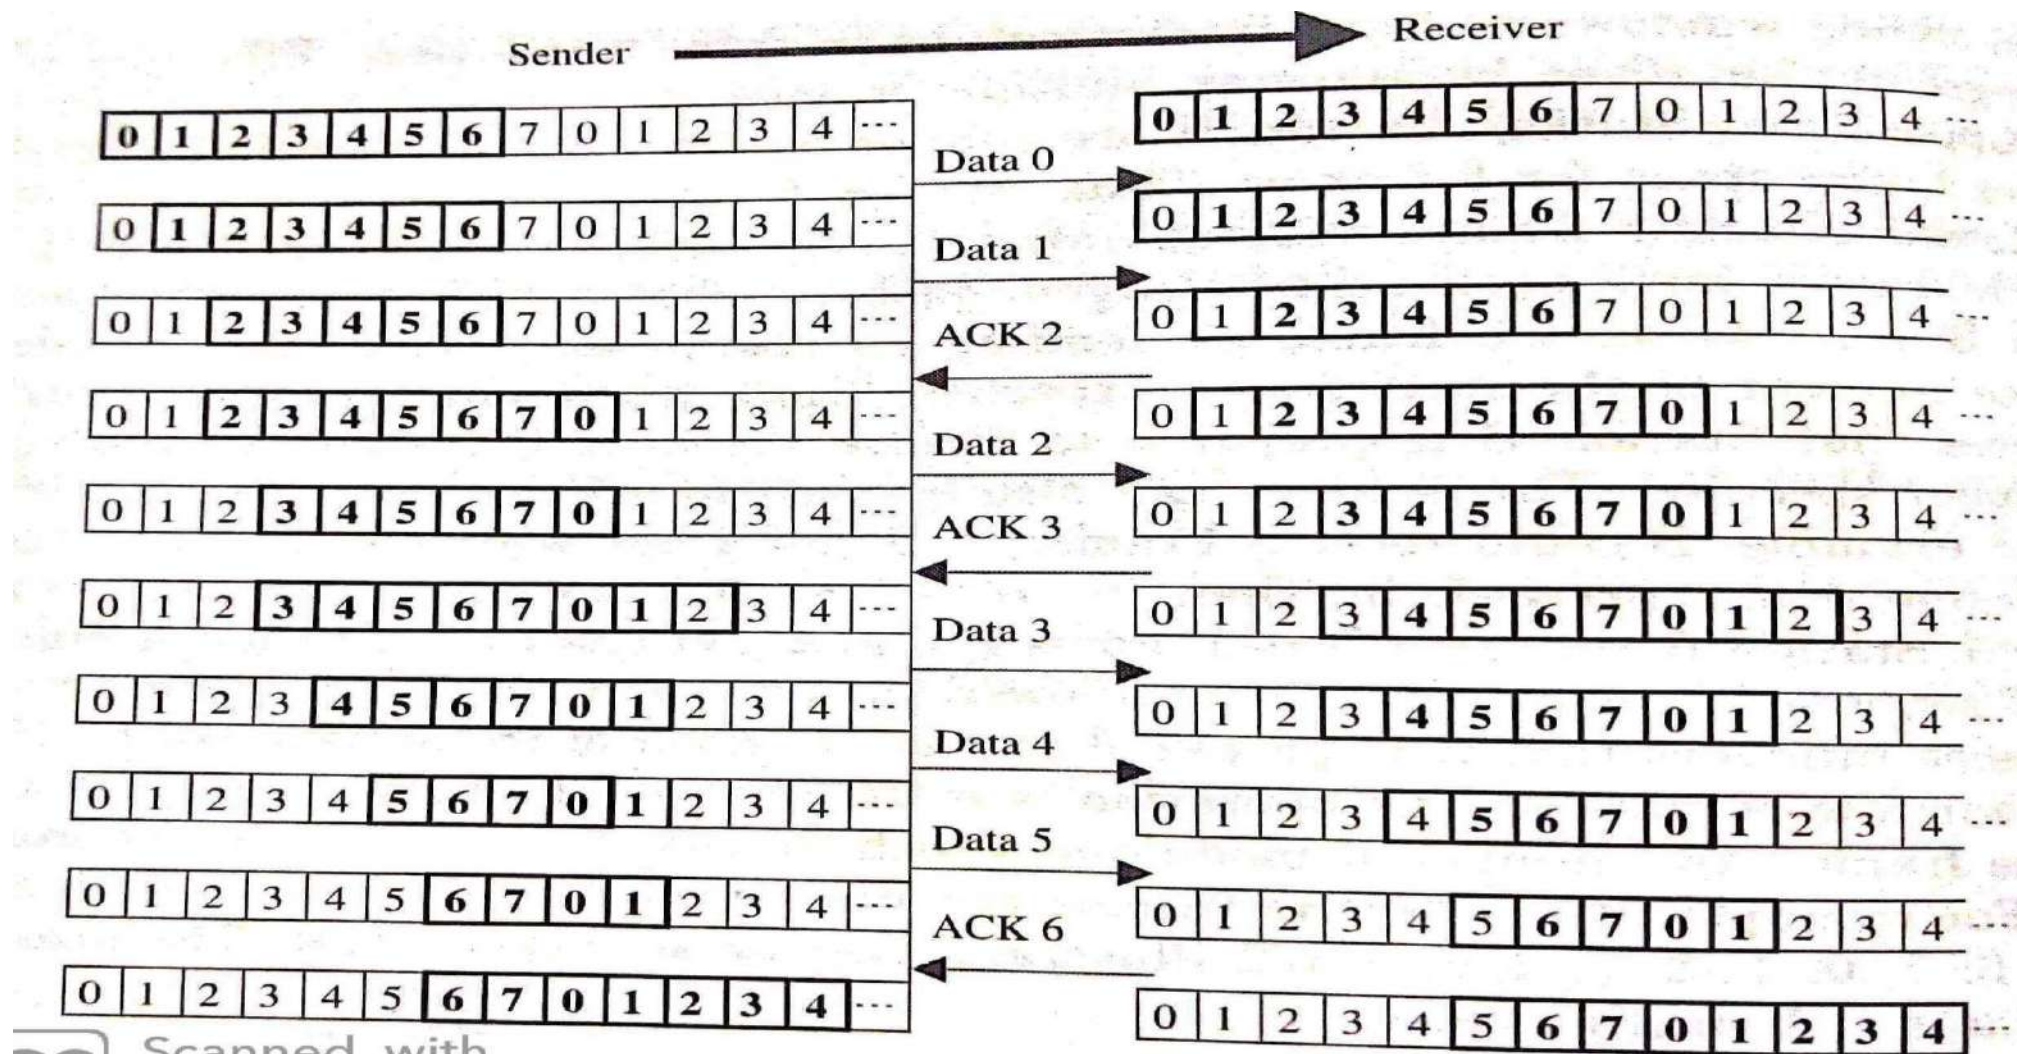 Sender Receiver
0 1 2 3 4 5 6 7 0 1 2 3 4 ... 0 1 2 3 4 5 6 7 0 1 2 3 4 ...
Data 0
0 1 2 3 4 5 6 7 0 1 2 3 4 ... 0 1 2 3 4 5 6 7 0 1 2 3 4 ...
Data 1
0 1 2 3 4 5 6 7 0 1 2 3 4 ... 0 1 2 3 4 5 6 7 0 1 2 3 4 ...
ACK 2
0 1 2 3 4 5 6 7 0 1 2 3 4 ... 0 1 2 3 4 5 6 7 0 1 2 3 4 ...
Data 2
0 1 2 3 4 5 6 7 0 1 2 3 4 ... 0 1 2 3 4 5 6 7 0 1 2 3 4 ...
ACK 3
0 1 2 3 4 5 6 7 0 1 2 3 4 ... 0 1 2 3 4 5 6 7 0 1 2 3 4 ...
Data 3
0 1 2 3 4 5 6 7 0 1 2 3 4 ... 0 1 2 3 4 5 6 7 0 1 2 3 4 ...
Data 4
0 1 2 3 4 5 6 7 0 1 2 3 4 ... 0 1 2 3 4 5 6 7 0 1 2 3 4 ...
Data 5
0 1 2 3 4 5 6 7 0 1 2 3 4 ... 0 1 2 3 4 5 6 7 0 1 2 3 4 ...
ACK 6
0 1 2 3 4 5 6 7 0 1 2 3 4 ... 0 1 2 3 4 5 6 7 0 1 2 3 4 ...
Scanned with